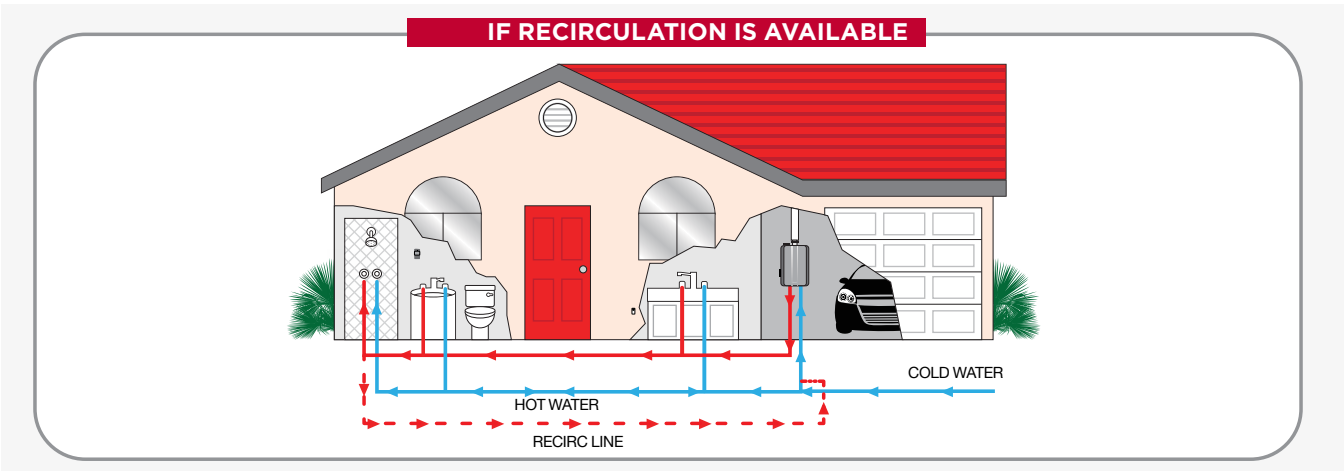 IF RECIRCULATION IS AVAILABLE
COLD WATER
HOT WATER
RECIRC LINE